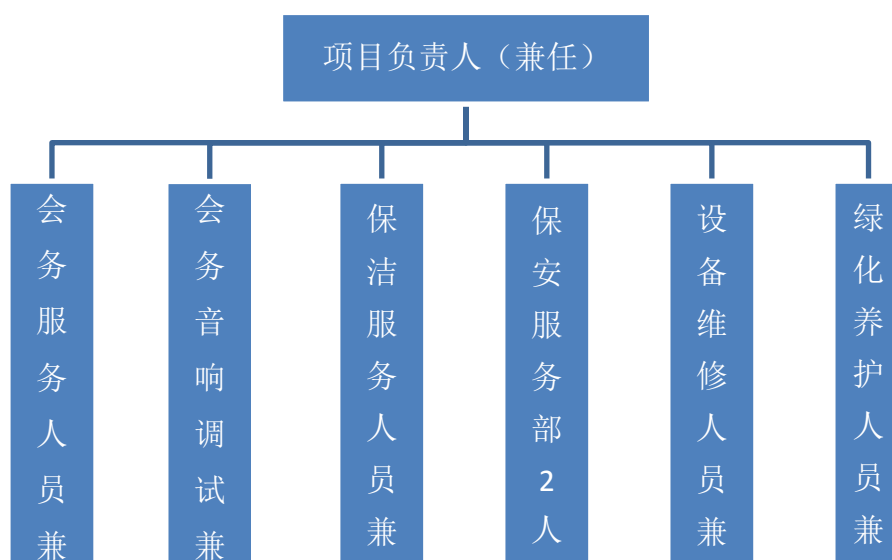 项目负责人（兼任）
会务服务人员兼
会务音响调试兼
保洁服务人员兼
保安服务部2人
设备维修人员兼
绿化养护人员兼